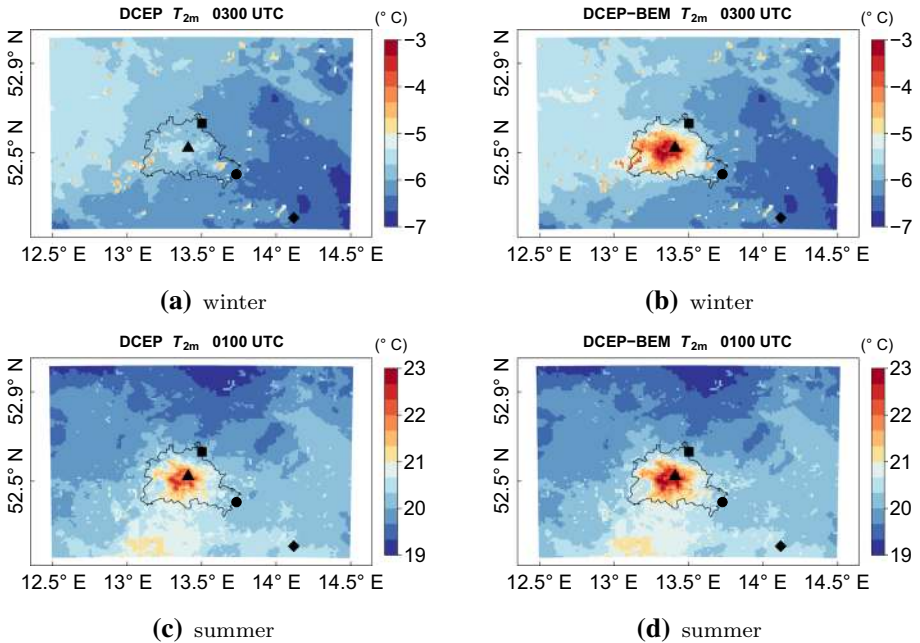 DCEP T2m 0300 UTC (° C)
52.9° N
52.5° N
−3
−4
−5
−6
−7
12.5° E 13° E 13.5° E 14° E 14.5° E
(a) winter
DCEP−BEM T2m 0300 UTC (° C)
52.9° N
52.5° N
−3
−4
−5
−6
−7
12.5° E 13° E 13.5° E 14° E 14.5° E
(b) winter
DCEP T2m 0100 UTC (° C)
52.9° N
52.5° N
23
22
21
20
19
12.5° E 13° E 13.5° E 14° E 14.5° E
(c) summer
DCEP−BEM T2m 0100 UTC (° C)
52.9° N
52.5° N
23
22
21
20
19
12.5° E 13° E 13.5° E 14° E 14.5° E
(d) summer